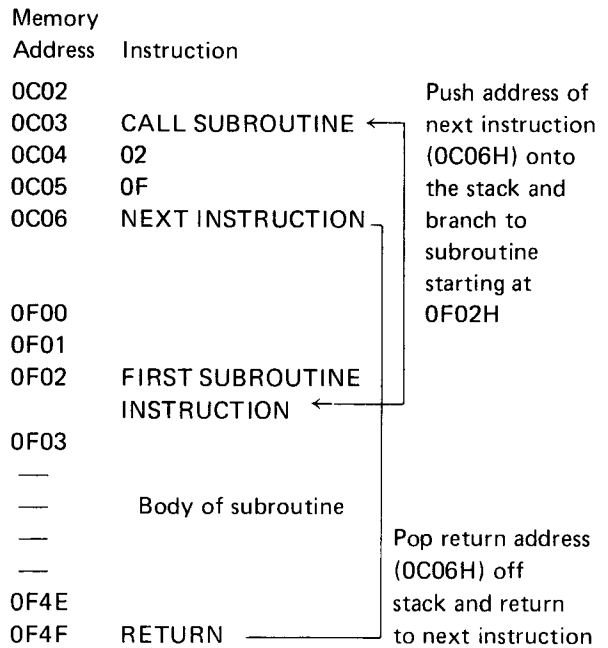 Memory
Address Instruction
0C02
0C03 CALL SUBROUTINE
0C04 02
0C05 0F
0C06 NEXT INSTRUCTION
Push address of
next instruction
(0C06H) onto
the stack and
branch to
subroutine
starting at
0F02H
0F00
0F01
0F02 FIRST SUBROUTINE
INSTRUCTION
0F03
—
— Body of subroutine
—
—
0F4E
0F4F RETURN
Pop return address
(0C06H) off
stack and return
to next instruction